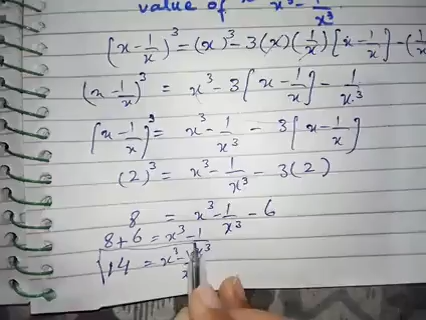 value of x³ - 1/x³
[x - 1/x]³ = (x)³ - 3(x)(1/x)[x - 1/x] - (1/x
(x - 1/x)³ = x³ - 3[x - 1/x] - 1/x³
[x - 1/x]³ = x³ - 1/x³ - 3[x - 1/x]
(2)³ = x³ - 1/x³ - 3(2)
8 = x³ - 1/x³ - 6
8+6 = x³ - 1/x³
14 = x³ - 1